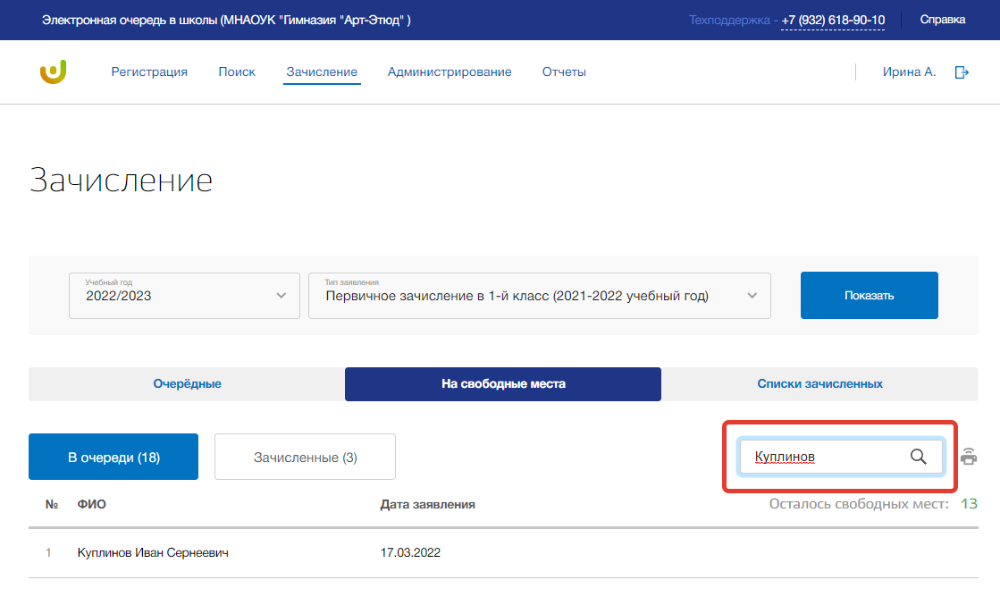 Электронная очередь в школы (МНАОУК "Гимназия "Арт-Этюд" )
Техподдержка - +7 (932) 618-90-10
Справка
Регистрация
Поиск
Зачисление
Администрирование
Отчеты
Ирина А.
Зачисление
Учебный год
2022/2023
Тип заявления
Первичное зачисление в 1-й класс (2021-2022 учебный год)
Показать
Очерёдные
На свободные места
Списки зачисленных
В очереди (18)
Зачисленные (3)
Куплинов
№ ФИО
Дата заявления
Осталось свободных мест: 13
1 Куплинов Иван Сернеевич 17.03.2022